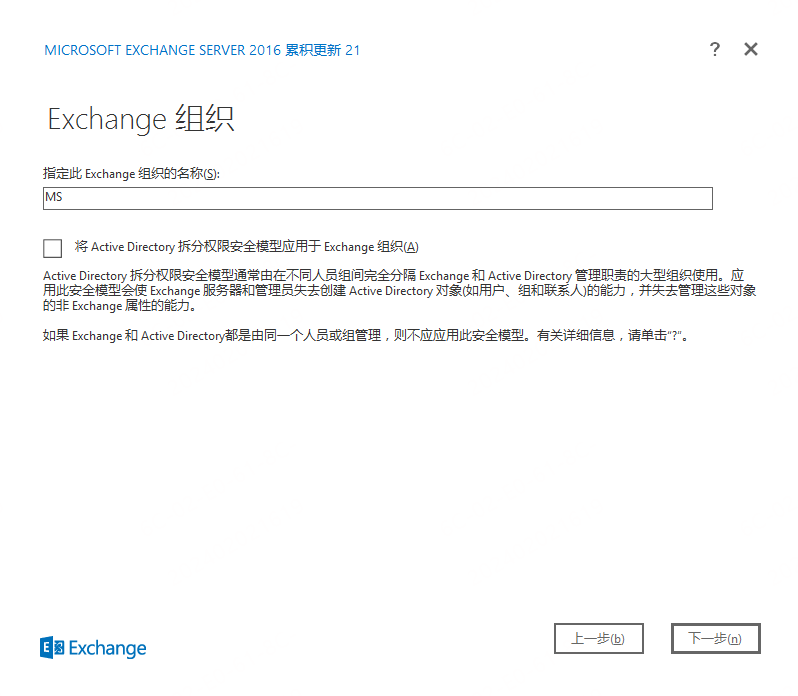 MICROSOFT EXCHANGE SERVER 2016 累积更新 21
?
Exchange 组织
指定此 Exchange 组织的名称(S):
MS
将 Active Directory 拆分权限安全模型应用于 Exchange 组织(A)
Active Directory 拆分权限安全模型通常由在不同人员组间完全分隔 Exchange 和 Active Directory 管理职责的大型组织使用。应
用此安全模型会使 Exchange 服务器和管理员失去创建 Active Directory 对象(如用户、组和联系人)的能力，并失去管理这些对象
的非 Exchange 属性的能力。
如果 Exchange 和 Active Directory都是由同一个人员或组管理，则不应应用此安全模型。有关详细信息，请单击“?”。
E Exchange
上一步(b)
下一步(n)